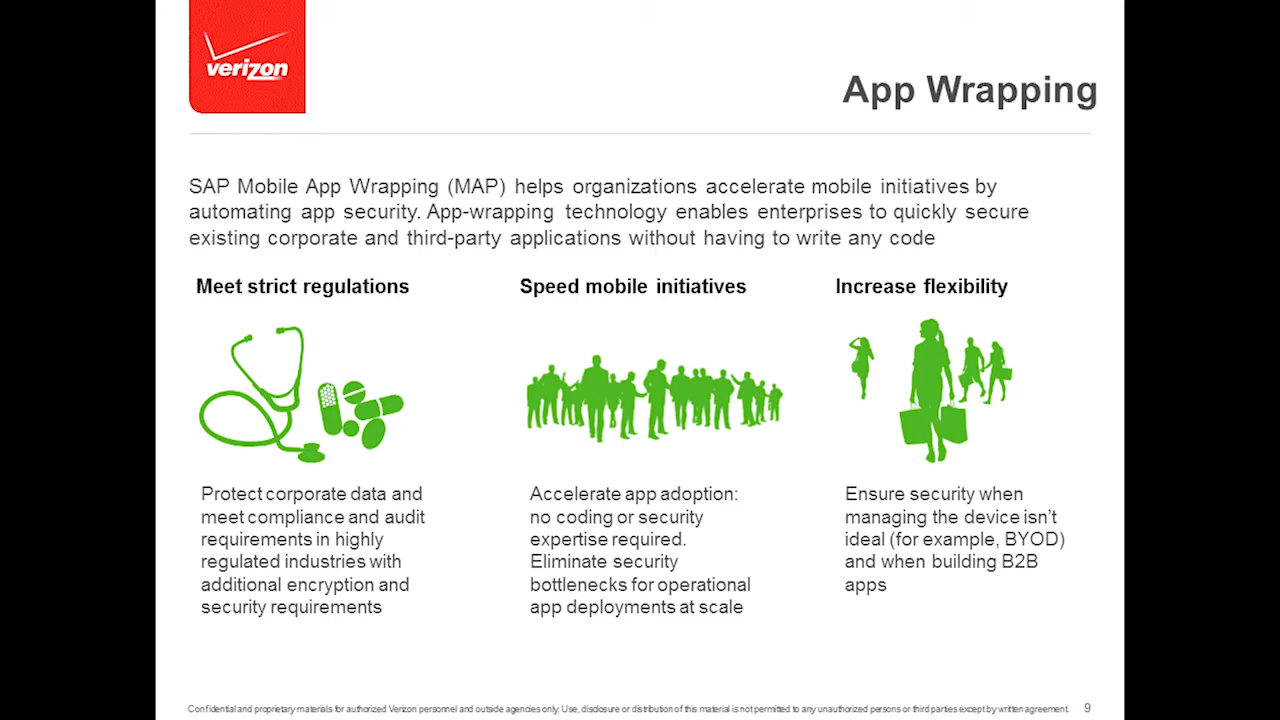 verizon
App Wrapping
SAP Mobile App Wrapping (MAP) helps organizations accelerate mobile initiatives by
automating app security. App-wrapping technology enables enterprises to quickly secure
existing corporate and third-party applications without having to write any code
Meet strict regulations
Protect corporate data and
meet compliance and audit
requirements in highly
regulated industries with
additional encryption and
security requirements
Speed mobile initiatives
Accelerate app adoption:
no coding or security
expertise required.
Eliminate security
bottlenecks for operational
app deployments at scale
Increase flexibility
Ensure security when
managing the device isn't
ideal (for example, BYOD)
and when building B2B
apps
Confidential and proprietary materials for authorized Verizon personnel and outside agencies only. Use, disclosure or distribution of this material is not permitted to any unauthorized persons or third parties except by written agreement. 9